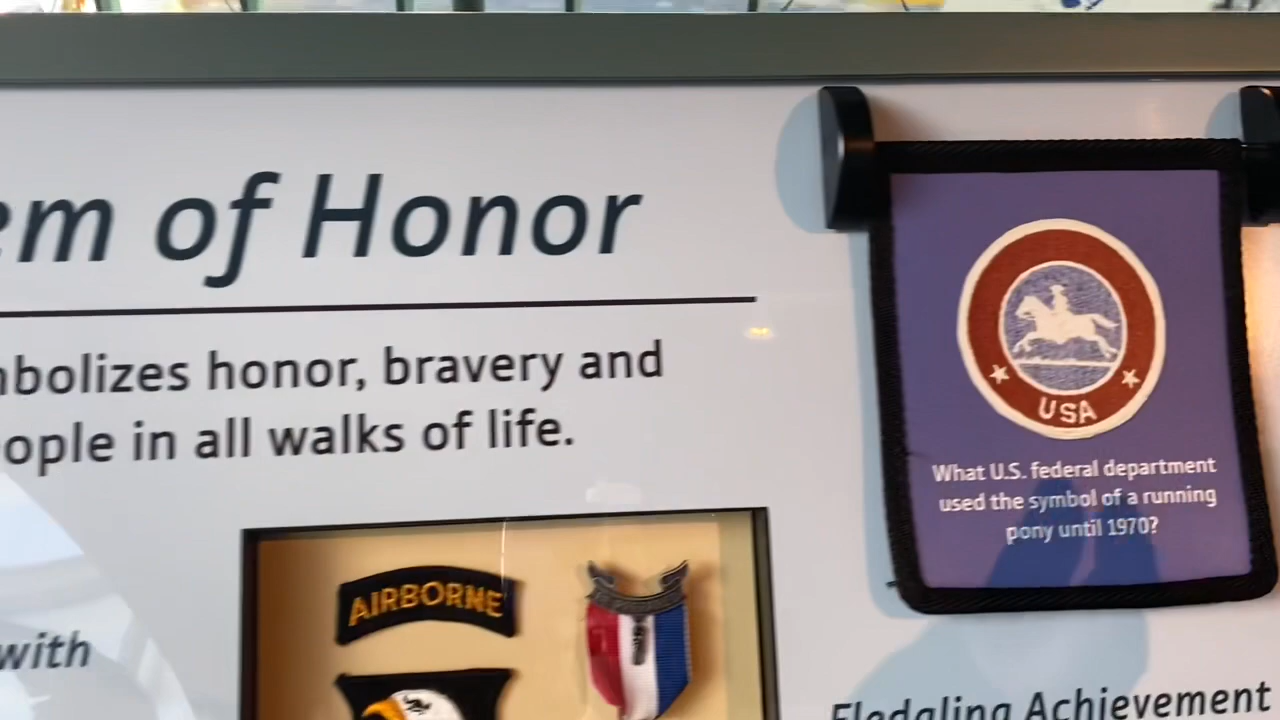 em of Honor
bolizes honor, bravery and
ople in all walks of life.
with
AIRBORNE
USA
What U.S. federal department
used the symbol of a running
pony until 1970?
Fledgling Achievement